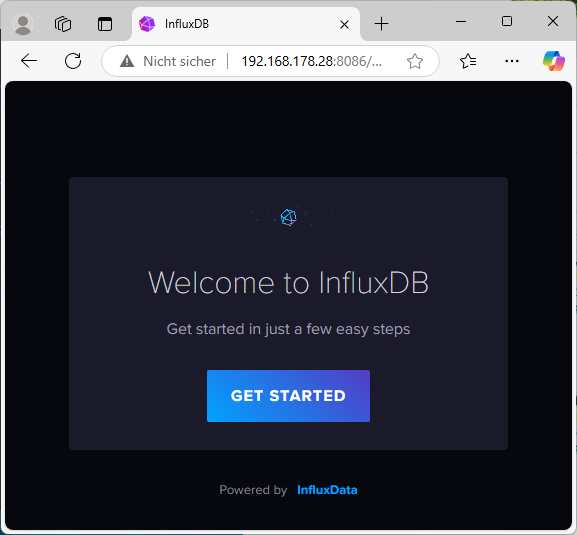 InfluxDB
Nicht sicher 192.168.178.28:8086/...
Welcome to InfluxDB
Get started in just a few easy steps
GET STARTED
Powered by InfluxData